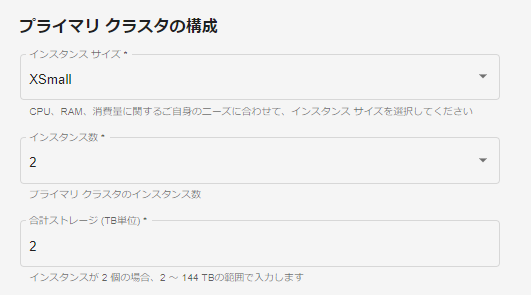 プライマリ クラスタの構成
インスタンス サイズ *
XSmall
CPU、RAM、消費量に関するご自身のニーズに合わせて、インスタンス サイズを選択してください
インスタンス数 *
2
プライマリ クラスタのインスタンス数
合計ストレージ (TB単位) *
2
インスタンスが 2 個の場合、2 ～ 144 TBの範囲で入力します